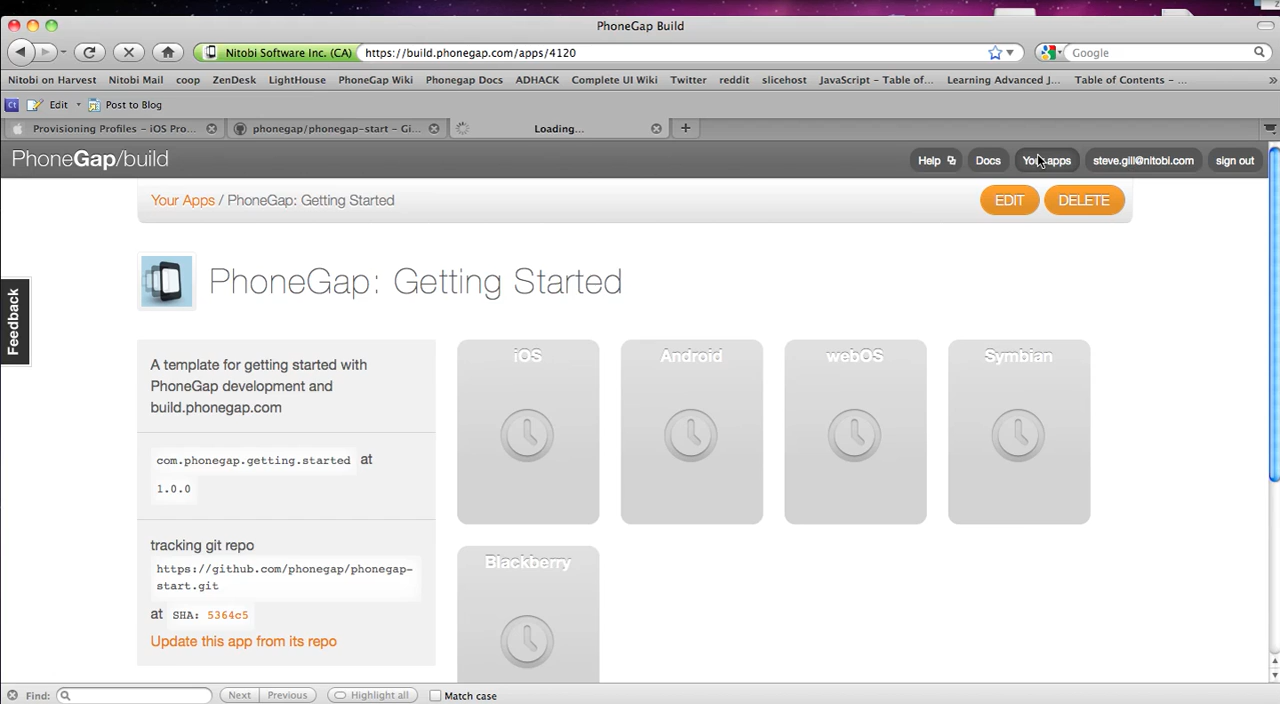 PhoneGap Build
Nitobi Software Inc. (CA) https://build.phonegap.com/apps/4120 Google
Nitobi on Harvest Nitobi Mail coop ZenDesk LightHouse PhoneGap Wiki Phonegap Docs ADHACK Complete UI Wiki Twitter reddit slicehost JavaScript - Table of... Learning Advanced J... Table of Contents - ... »
Ct Edit Post to Blog
Provisioning Profiles - iOS Pro... phonegap/phonegap-start - Gi... Loading...
PhoneGap/build Help Docs Your apps steve.gill@nitobi.com sign out
Your Apps / PhoneGap: Getting Started EDIT DELETE
PhoneGap: Getting Started
Feedback
A template for getting started with
PhoneGap development and
build.phonegap.com
com.phonegap.getting.started at
1.0.0
tracking git repo
https://github.com/phonegap/phonegap-
start.git
at SHA: 5364c5
Update this app from its repo
iOS Android webOS Symbian
Blackberry
Find: Next Previous Highlight all Match case